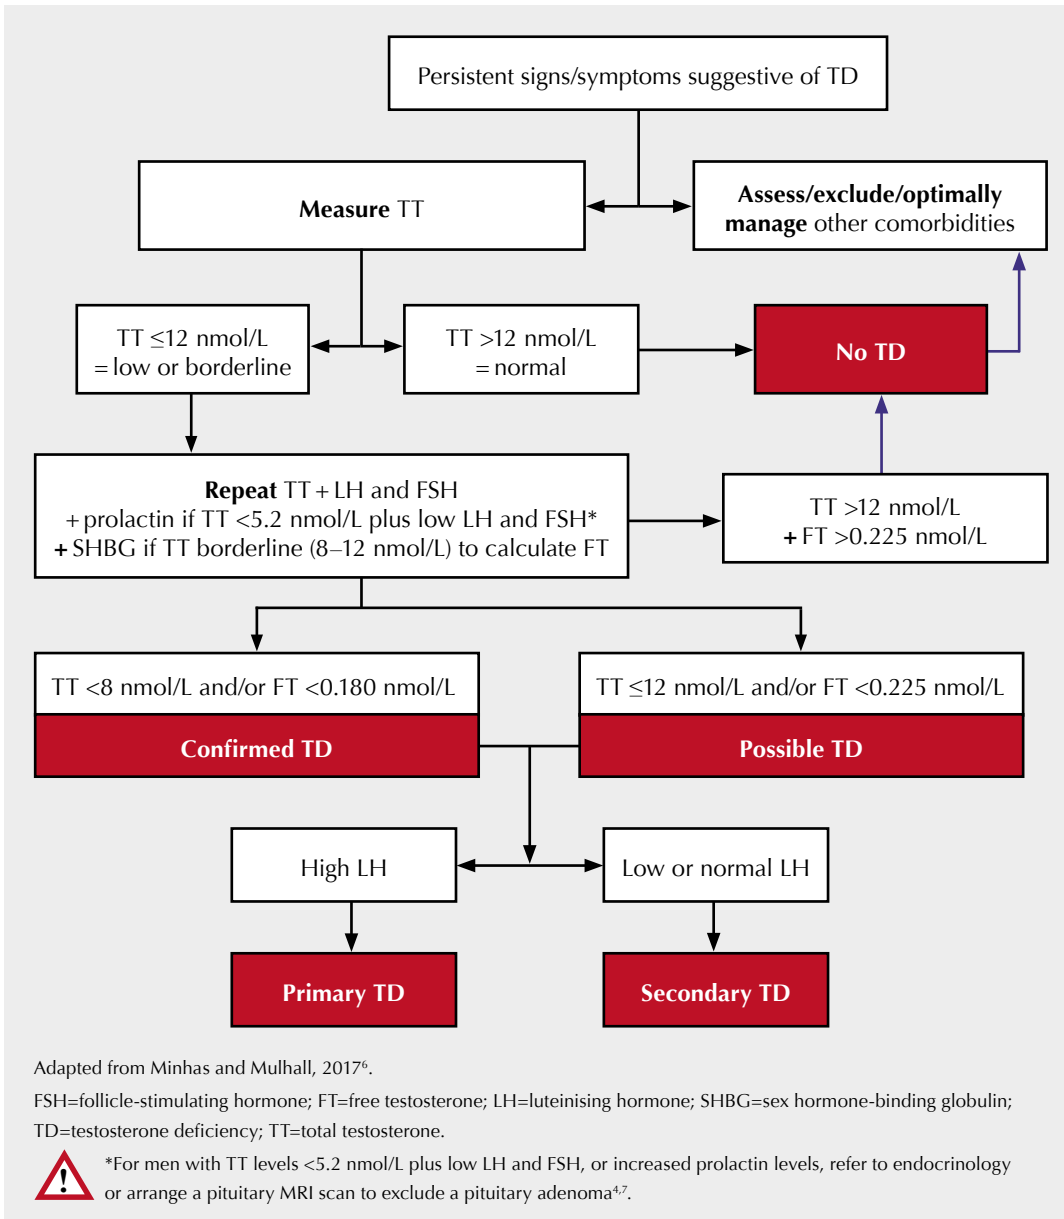 Persistent signs/symptoms suggestive of TD
Measure TT
Assess/exclude/optimally
manage other comorbidities
TT ≤12 nmol/L
= low or borderline
TT >12 nmol/L
= normal
No TD
Repeat TT + LH and FSH
+ prolactin if TT <5.2 nmol/L plus low LH and FSH*
+ SHBG if TT borderline (8–12 nmol/L) to calculate FT
TT >12 nmol/L
+ FT >0.225 nmol/L
TT <8 nmol/L and/or FT <0.180 nmol/L
Confirmed TD
TT ≤12 nmol/L and/or FT <0.225 nmol/L
Possible TD
High LH
Low or normal LH
Primary TD
Secondary TD
Adapted from Minhas and Mulhall, 2017⁶.
FSH=follicle-stimulating hormone; FT=free testosterone; LH=luteinising hormone; SHBG=sex hormone-binding globulin;
TD=testosterone deficiency; TT=total testosterone.
*For men with TT levels <5.2 nmol/L plus low LH and FSH, or increased prolactin levels, refer to endocrinology
or arrange a pituitary MRI scan to exclude a pituitary adenoma⁴,⁷.